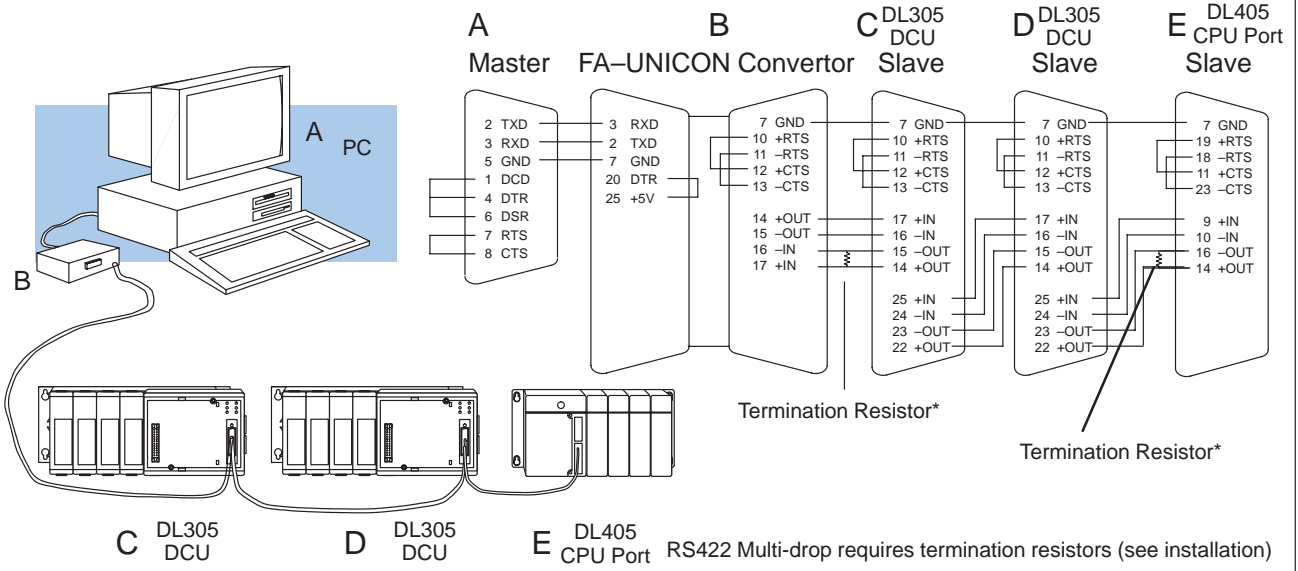 A
PC
B
A
Master
B
FA–UNICON Convertor
C DL305
DCU
Slave
D DL305
DCU
Slave
E DL405
CPU Port
Slave
2 TXD
3 RXD
5 GND
1 DCD
4 DTR
6 DSR
7 RTS
8 CTS
3 RXD
2 TXD
7 GND
20 DTR
25 +5V
7 GND
10 +RTS
11 –RTS
12 +CTS
13 –CTS
14 +OUT
15 –OUT
16 –IN
17 +IN
7 GND
10 +RTS
11 –RTS
12 +CTS
13 –CTS
17 +IN
16 –IN
15 –OUT
14 +OUT
25 +IN
24 –IN
23 –OUT
22 +OUT
7 GND
10 +RTS
11 –RTS
12 +CTS
13 –CTS
17 +IN
16 –IN
15 –OUT
14 +OUT
25 +IN
24 –IN
23 –OUT
22 +OUT
7 GND
19 +RTS
18 –RTS
11 +CTS
23 –CTS
9 +IN
10 –IN
16 –OUT
14 +OUT
Termination Resistor*
Termination Resistor*
C DL305
DCU
D DL305
DCU
E DL405
CPU Port
RS422 Multi-drop requires termination resistors (see installation)